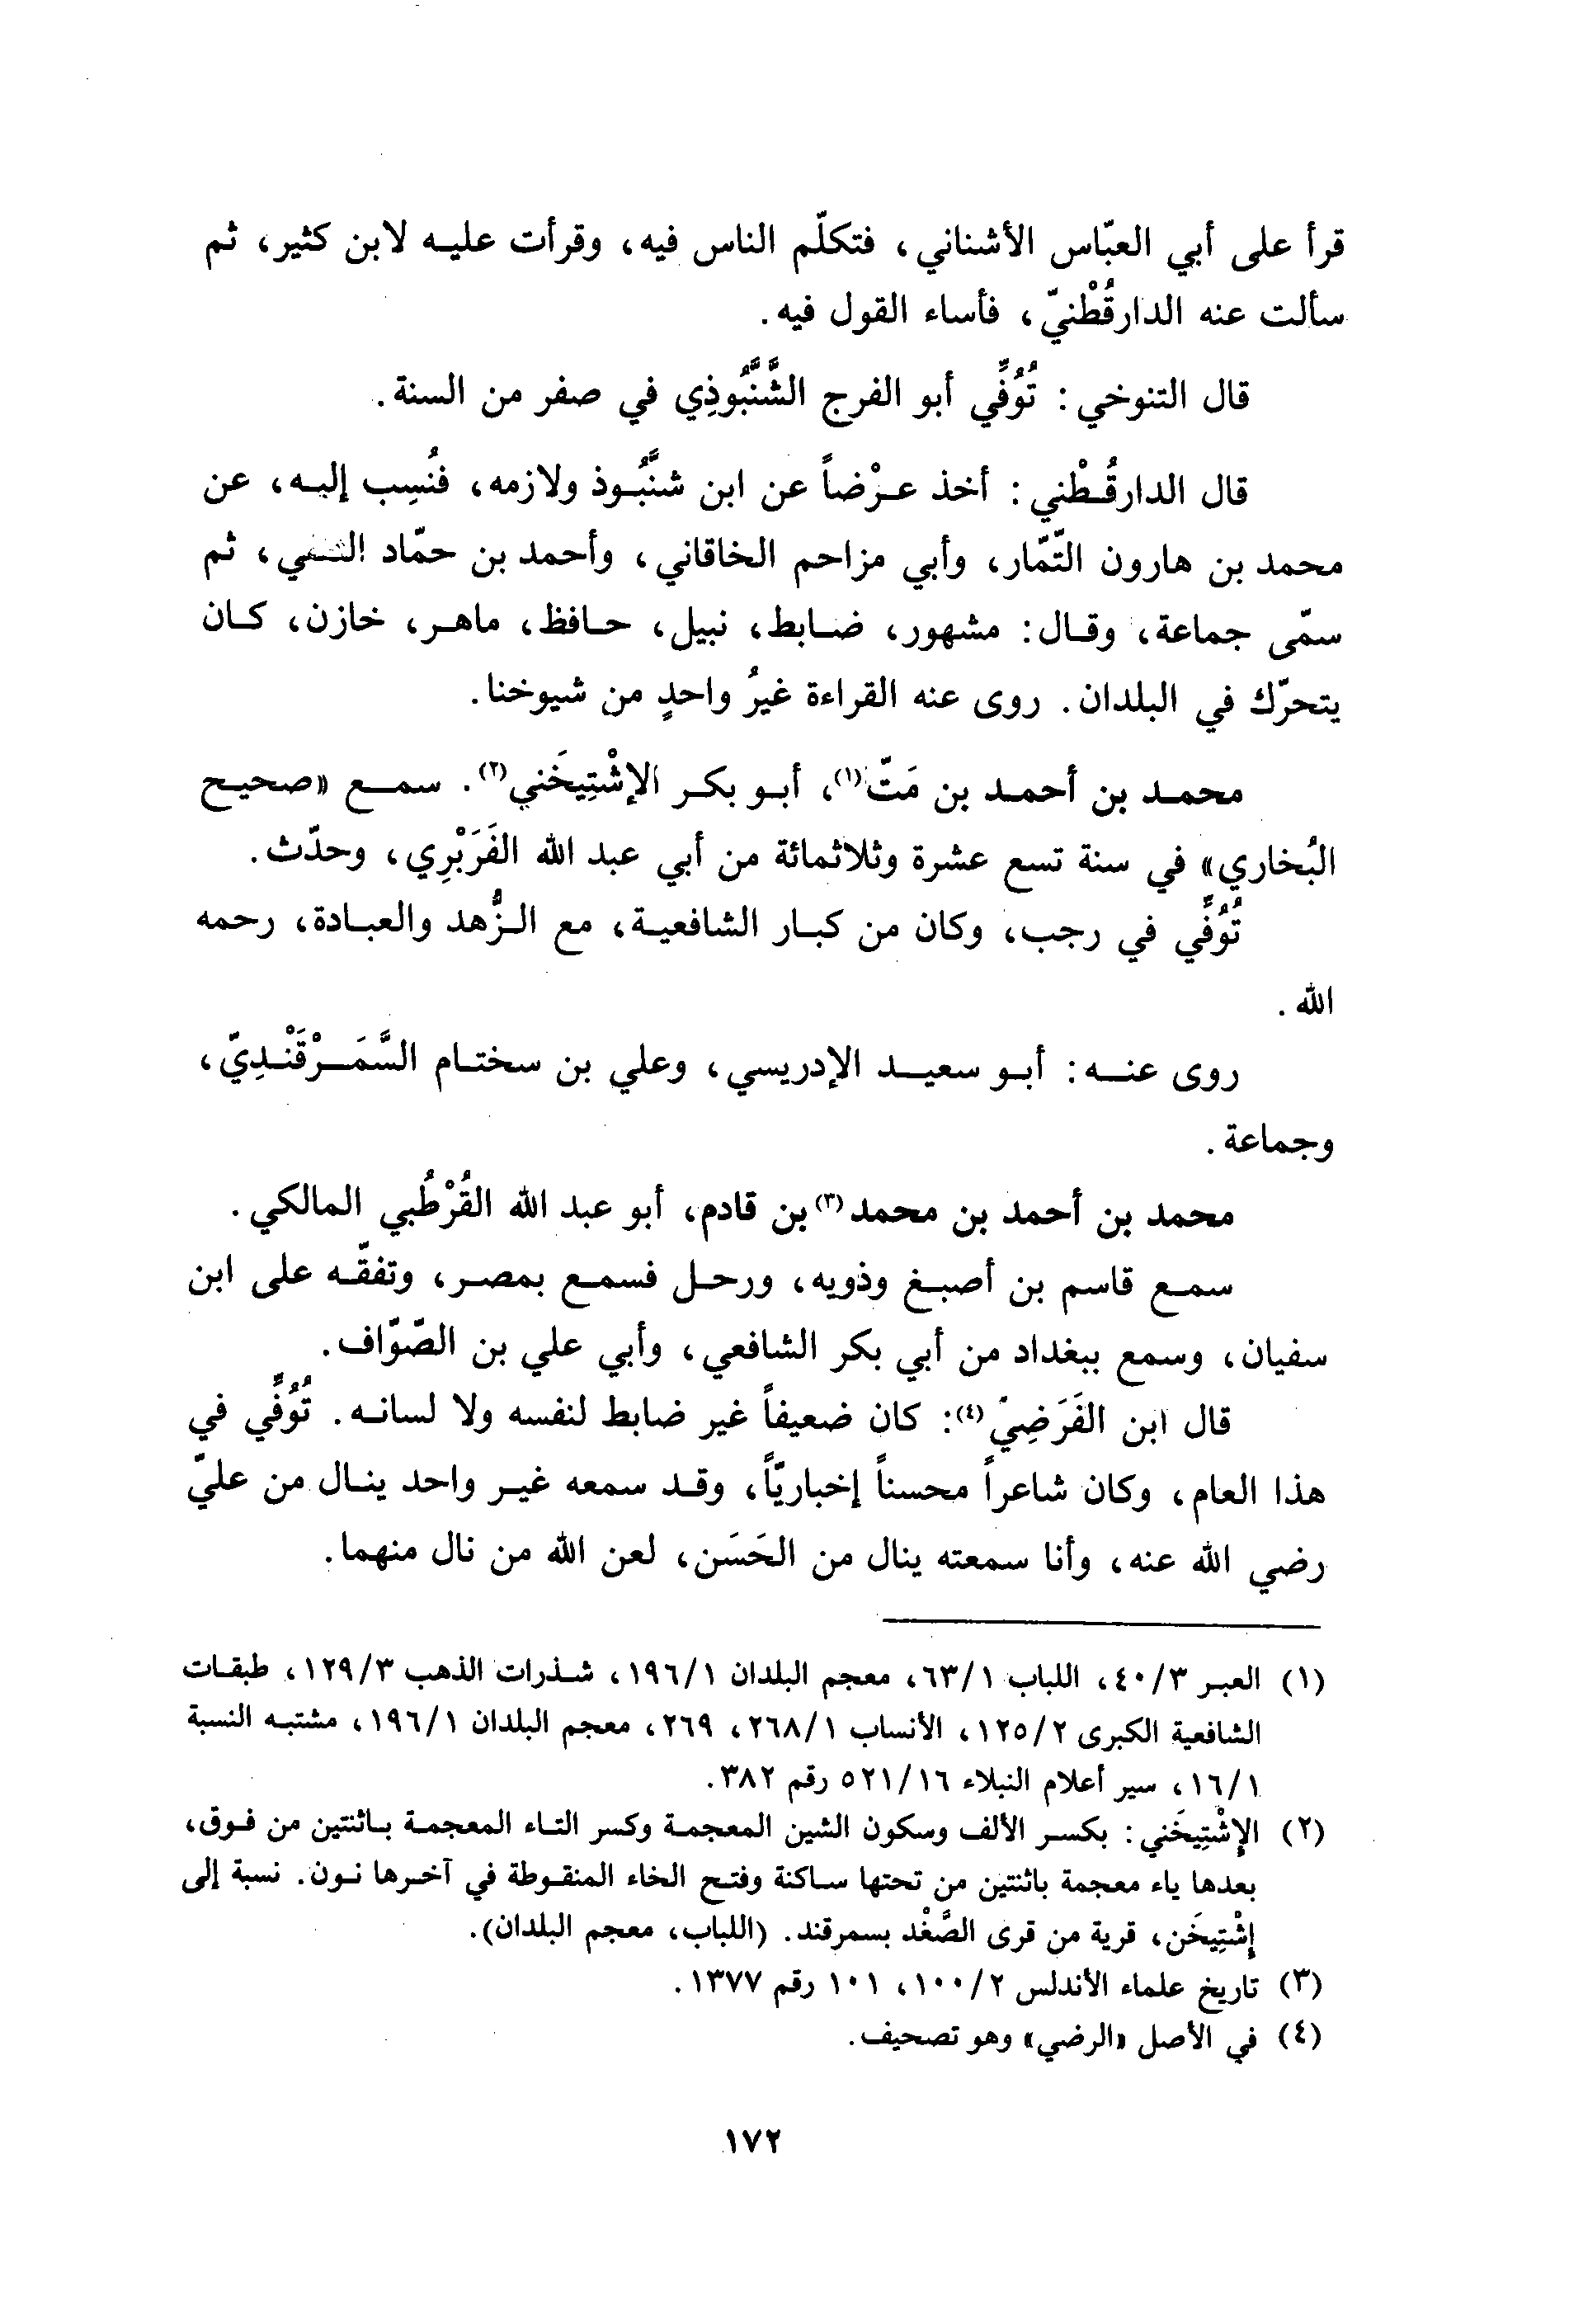 قرأ على أبي العبّاس الأشناني، فتكلّم الناس فيه، وقرأت عليه لابن كثير، ثم
سألت عنه الدارقُطْنيّ، فأساء القول فيه.
قال التنوخي: تُوُفِّي أبو الفرج الشَّنَّبُوذِي في صفر من السنة.
قال الدارقُطْني: أخذ عرْضاً عن ابن شنَّبُوذ ولازمه، فنُسِب إليه، عن
محمد بن هارون التّمّار، وأبي مزاحم الخاقاني، وأحمد بن حمّاد ثم
سمّى جماعة، وقال: مشهور، ضابط، نبيل، حافظ، ماهر، خازن، كان
يتحرّك في البلدان. روى عنه القراءة غيرُ واحدٍ من شيوخنا.
محمد بن أحمد بن مَتّ(١)، أبو بكر الإشْتِيخَني(٢). سمع «صحيح
البُخاري» في سنة تسع عشرة وثلاثمائة من أبي عبد الله الفَرَبْرِي، وحدّث.
تُوُفِّي في رجب، وكان من كبار الشافعية، مع الزُّهد والعبادة، رحمه
الله.
روى عنه: أبو سعيد الإدريسي، وعلي بن سختام السَّمَرْقَنْدِيّ،
وجماعة.
محمد بن أحمد بن محمد(٣) بن قادم، أبو عبد الله القُرْطُبي المالكي.
سمع قاسم بن أصبغ وذويه، ورحل فسمع بمصر، وتفقّه على ابن
سفيان، وسمع ببغداد من أبي بكر الشافعي، وأبي علي بن الصّوّاف.
قال ابن الفَرَضِيّ(٤): كان ضعيفاً غير ضابط لنفسه ولا لسانه. تُوُفِّي في
هذا العام، وكان شاعراً محسناً إخباريّاً، وقد سمعه غير واحد ينال من عليّ
رضي الله عنه، وأنا سمعته ينال من الحَسَن، لعن الله من نال منهما.
(١) العبر ٤٠/٣، اللباب ٦٣/١، معجم البلدان ١٩٦/١، شذرات الذهب ١٢٩/٣، طبقات
الشافعية الكبرى ١٢٥/٢، الأنساب ٢٦٨/١، ٢٦٩، معجم البلدان ١٩٦/١، مشتبه النسبة
١٦/١، سير أعلام النبلاء ٥٢١/١٦ رقم ٣٨٢.
(٢) الإشْتِيخَني: بكسر الألف وسكون الشين المعجمة وكسر التاء المعجمة باثنتين من فوق،
بعدها ياء معجمة باثنتين من تحتها ساكنة وفتح الخاء المنقوطة في آخرها نون. نسبة إلى
إشْتِيخَن، قرية من قرى الصُّغْد بسمرقند. (اللباب، معجم البلدان).
(٣) تاريخ علماء الأندلس ١٠٠/٢، ١٠١ رقم ١٣٧٧.
(٤) في الأصل «الرضي» وهو تصحيف.
١٧٢